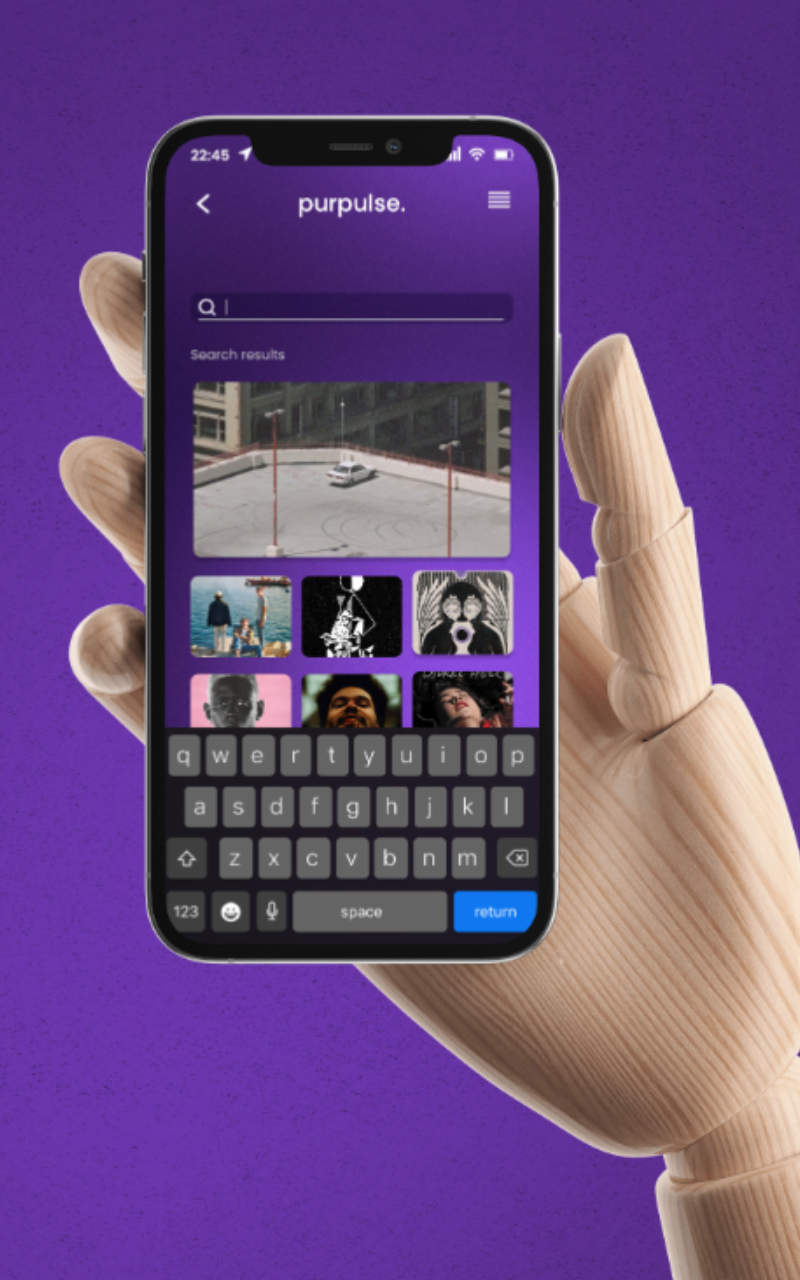 22:45
purpulse.
Search results
q w e r t y u i o p
a s d f g h j k l
z x c v b n m
123 space return